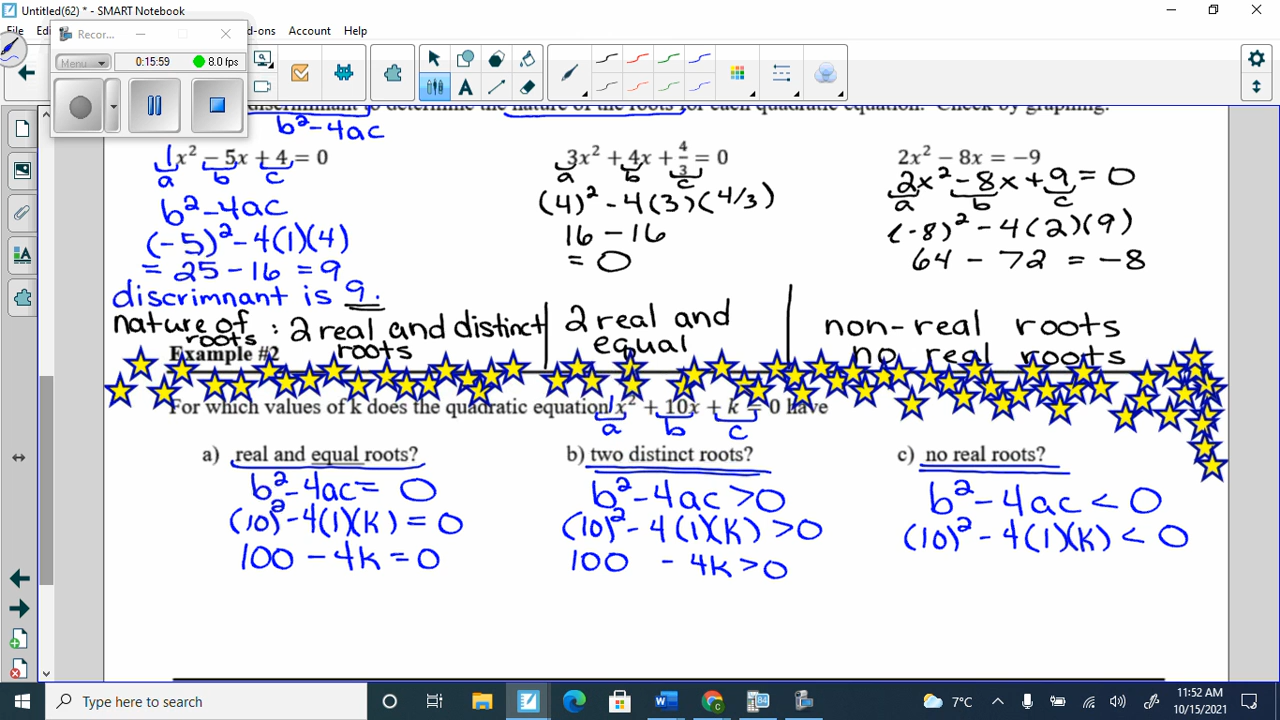 Untitled(62) * - SMART Notebook
Recor...
File Edi d-ons Account Help
Menu 0:15:59 8.0 fps
discriminant to determine the nature of the roots for each quadratic equation. Check by graphing.
b² - 4ac
1x² - 5x + 4 = 0
a b c
b² - 4ac
(-5)² - 4(1)(4)
= 25 - 16 = 9
discrimnant is 9.
nature of roots : 2 real and distinct roots
3x² + 4x + 4/3 = 0
a b c
(4)² - 4(3)(4/3)
16 - 16
= 0
2 real and
equal
2x² - 8x = -9
2x² - 8x + 9 = 0
a b c
(-8)² - 4(2)(9)
64 - 72 = -8
non-real roots
no real roots
Example #2
For which values of k does the quadratic equation 1x² + 10x + k = 0 have
a b c
a) real and equal roots?
b² - 4ac = 0
(10)² - 4(1)(k) = 0
100 - 4k = 0
b) two distinct roots?
b² - 4ac > 0
(10)² - 4(1)(k) > 0
100 - 4k > 0
c) no real roots?
b² - 4ac < 0
(10)² - 4(1)(k) < 0
Type here to search
7°C
11:52 AM
10/15/2021